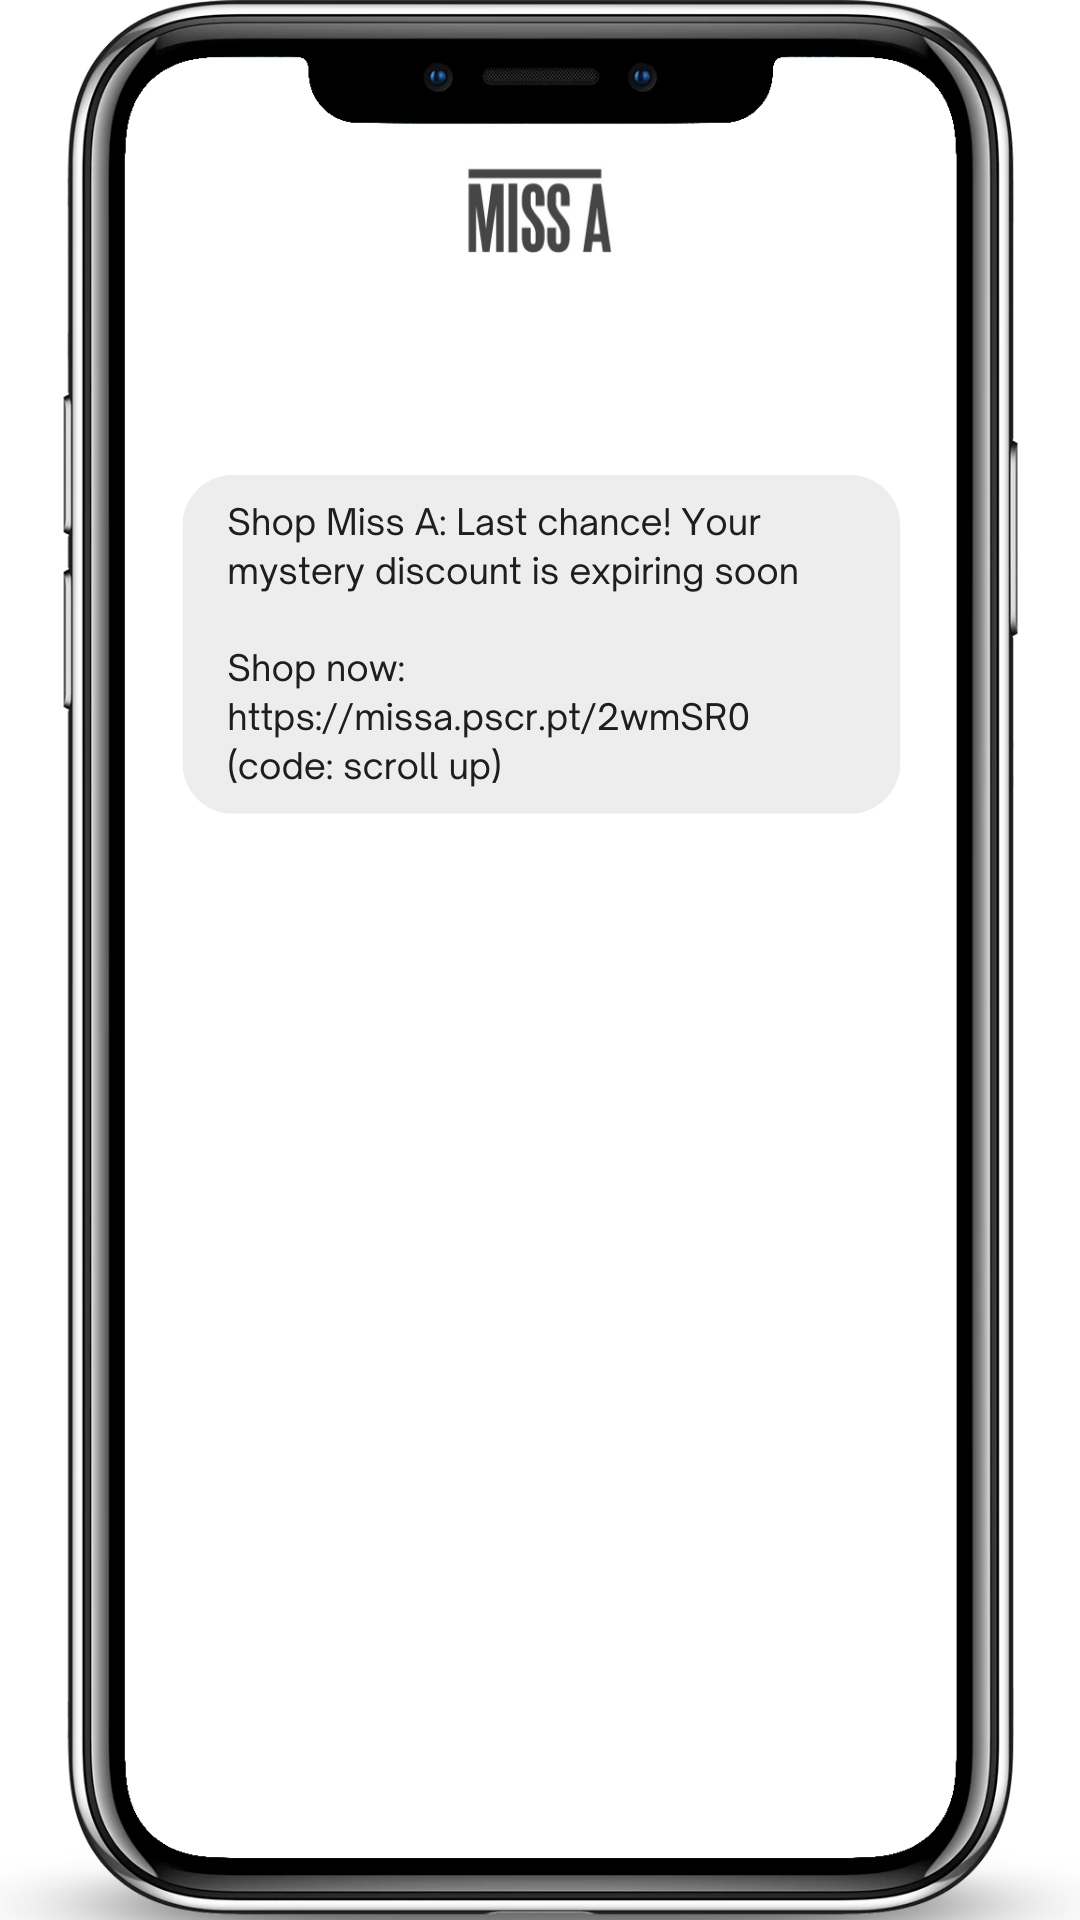 MISS A
Shop Miss A: Last chance! Your
mystery discount is expiring soon
Shop now:
https://missa.pscr.pt/2wmSR0
(code: scroll up)